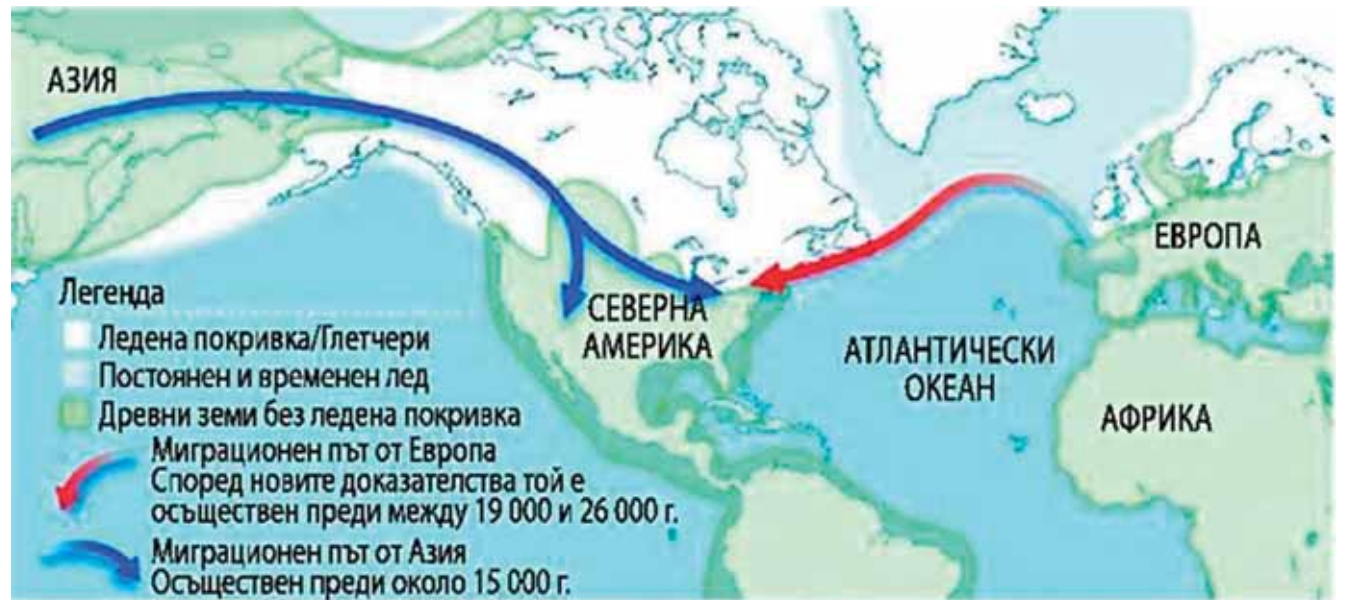 АЗИЯ
ЕВРОПА
СЕВЕРНА
АМЕРИКА
АТЛАНТИЧЕСКИ
ОКЕАН
АФРИКА
Легенда
Ледена покривка/Глетчери
Постоянен и временен лед
Древни земи без ледена покривка
Миграционен път от Европа
Според новите доказателства той е
осъществен преди между 19 000 и 26 000 г.
Миграционен път от Азия
Осъществен преди около 15 000 г.